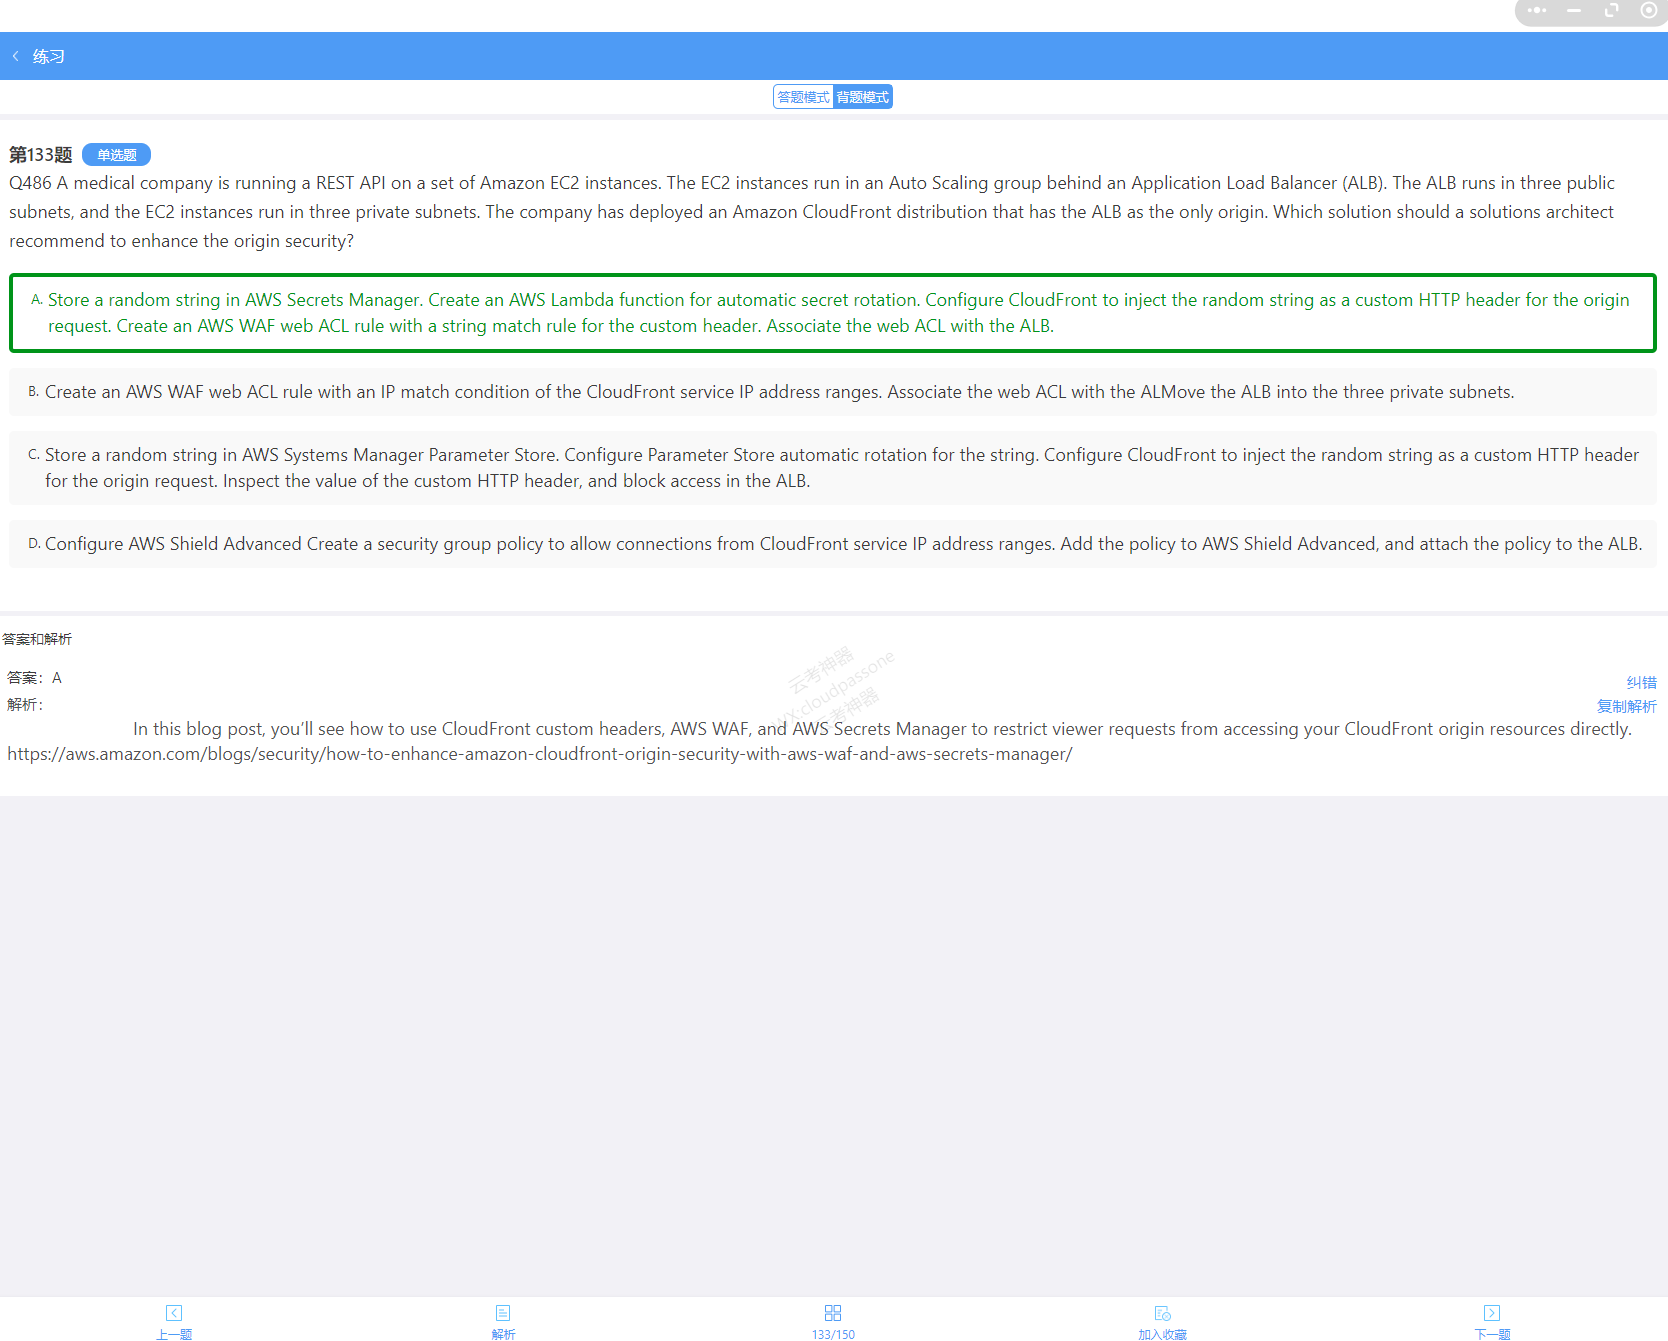 练习
答题模式 背题模式
第133题 单选题
Q486 A medical company is running a REST API on a set of Amazon EC2 instances. The EC2 instances run in an Auto Scaling group behind an Application Load Balancer (ALB). The ALB runs in three public
subnets, and the EC2 instances run in three private subnets. The company has deployed an Amazon CloudFront distribution that has the ALB as the only origin. Which solution should a solutions architect
recommend to enhance the origin security?
A. Store a random string in AWS Secrets Manager. Create an AWS Lambda function for automatic secret rotation. Configure CloudFront to inject the random string as a custom HTTP header for the origin
request. Create an AWS WAF web ACL rule with a string match rule for the custom header. Associate the web ACL with the ALB.
B. Create an AWS WAF web ACL rule with an IP match condition of the CloudFront service IP address ranges. Associate the web ACL with the ALMove the ALB into the three private subnets.
C. Store a random string in AWS Systems Manager Parameter Store. Configure Parameter Store automatic rotation for the string. Configure CloudFront to inject the random string as a custom HTTP header
for the origin request. Inspect the value of the custom HTTP header, and block access in the ALB.
D. Configure AWS Shield Advanced Create a security group policy to allow connections from CloudFront service IP address ranges. Add the policy to AWS Shield Advanced, and attach the policy to the ALB.
答案和解析
答案：A
纠错
解析：
复制解析
云考神器
WX:cloudpassone
云考神器
In this blog post, you’ll see how to use CloudFront custom headers, AWS WAF, and AWS Secrets Manager to restrict viewer requests from accessing your CloudFront origin resources directly.
https://aws.amazon.com/blogs/security/how-to-enhance-amazon-cloudfront-origin-security-with-aws-waf-and-aws-secrets-manager/
上一题 解析 133/150 加入收藏 下一题